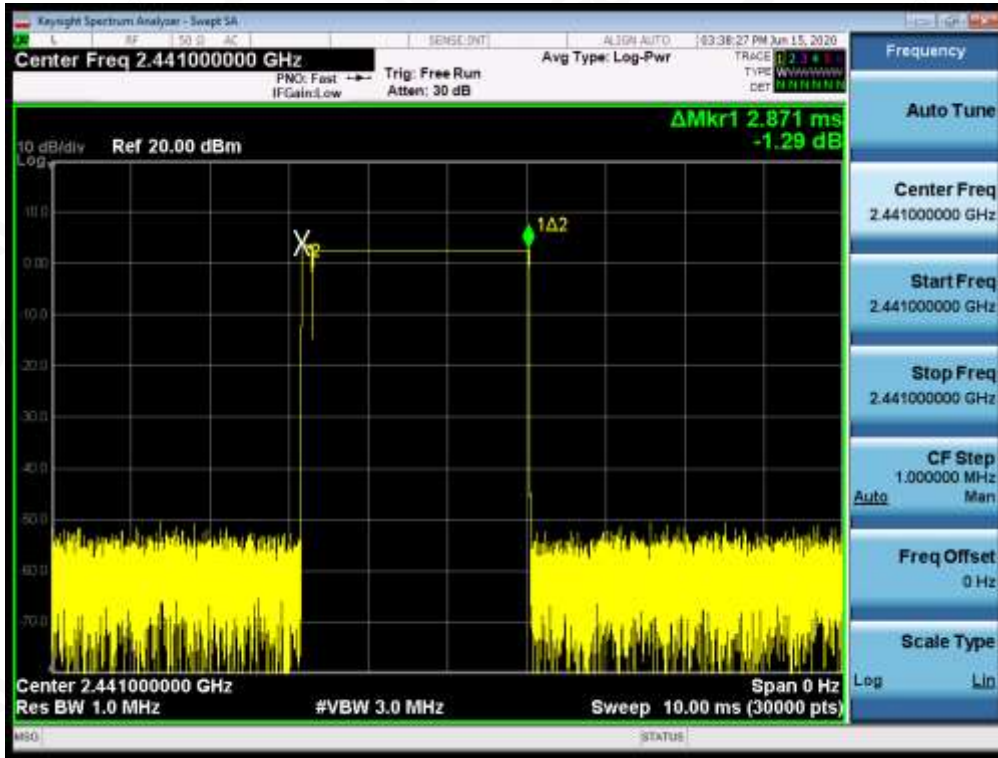 Keysight Spectrum Analyzer - Swept SA
L RF 50 Ω AC SENSE:INT ALIGN AUTO 03:38:27 PM Jun 15, 2020
Center Freq 2.441000000 GHz
PNO: Fast
IFGain:Low
Trig: Free Run
Atten: 30 dB
Avg Type: Log-Pwr
TRACE 1 2 3 4 5 6
TYPE WWWWWW
DET N N N N N N
ΔMkr1 2.871 ms
-1.29 dB
10 dB/div Ref 20.00 dBm
Log
10.0
0.00
-10.0
-20.0
-30.0
-40.0
-50.0
-60.0
-70.0
1Δ2
Center 2.441000000 GHz Span 0 Hz
Res BW 1.0 MHz #VBW 3.0 MHz Sweep 10.00 ms (30000 pts)
MSG STATUS
Frequency
Auto Tune
Center Freq
2.441000000 GHz
Start Freq
2.441000000 GHz
Stop Freq
2.441000000 GHz
CF Step
1.000000 MHz
Auto Man
Freq Offset
0 Hz
Scale Type
Log Lin